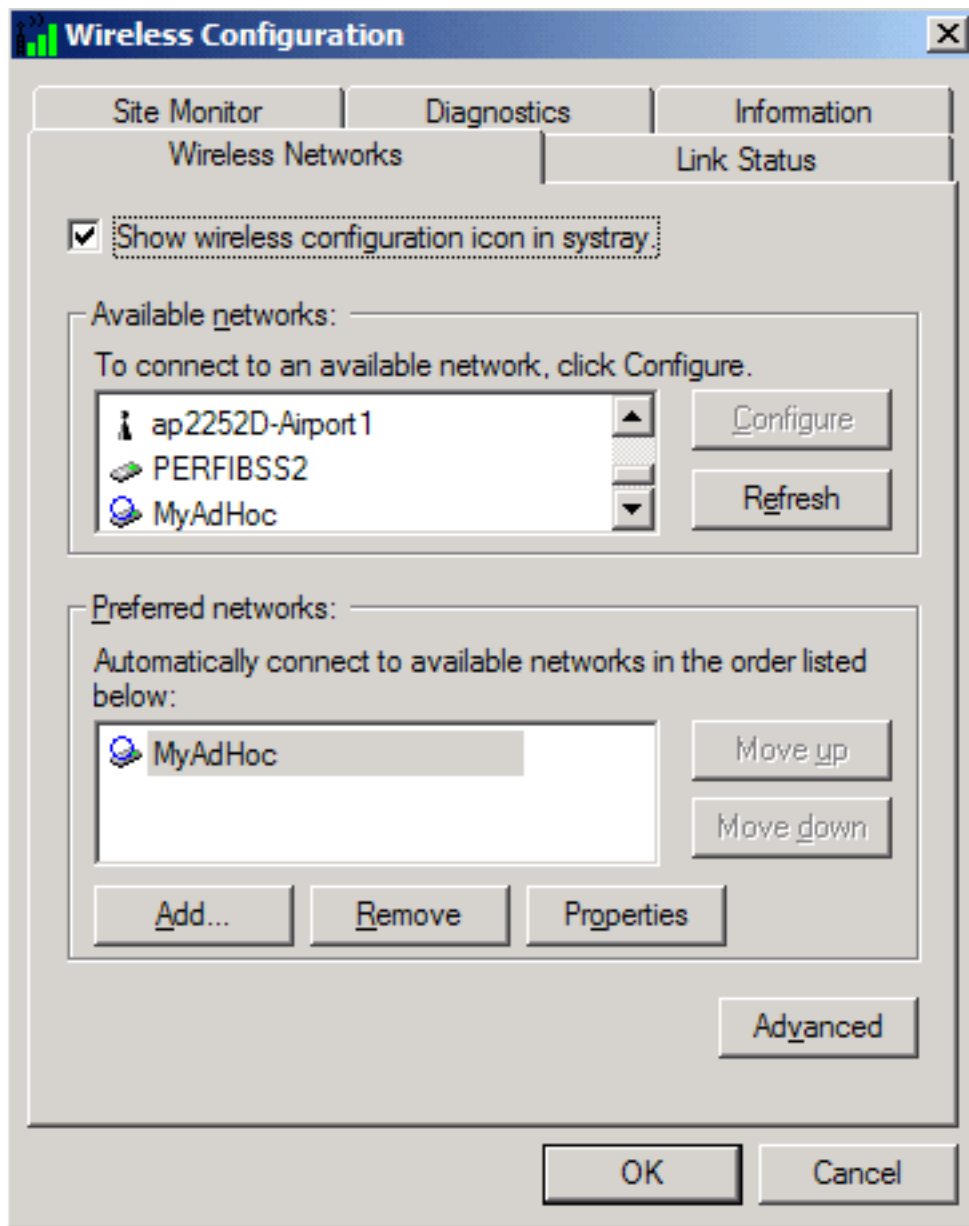 Wireless Configuration
Site Monitor
Diagnostics
Information
Wireless Networks
Link Status
Show wireless configuration icon in systray.
Available networks:
To connect to an available network, click Configure.
ap2252D-Airport1
PERFIBSS2
MyAdHoc
Configure
Refresh
Preferred networks:
Automatically connect to available networks in the order listed
below:
MyAdHoc
Move up
Move down
Add...
Remove
Properties
Advanced
OK
Cancel